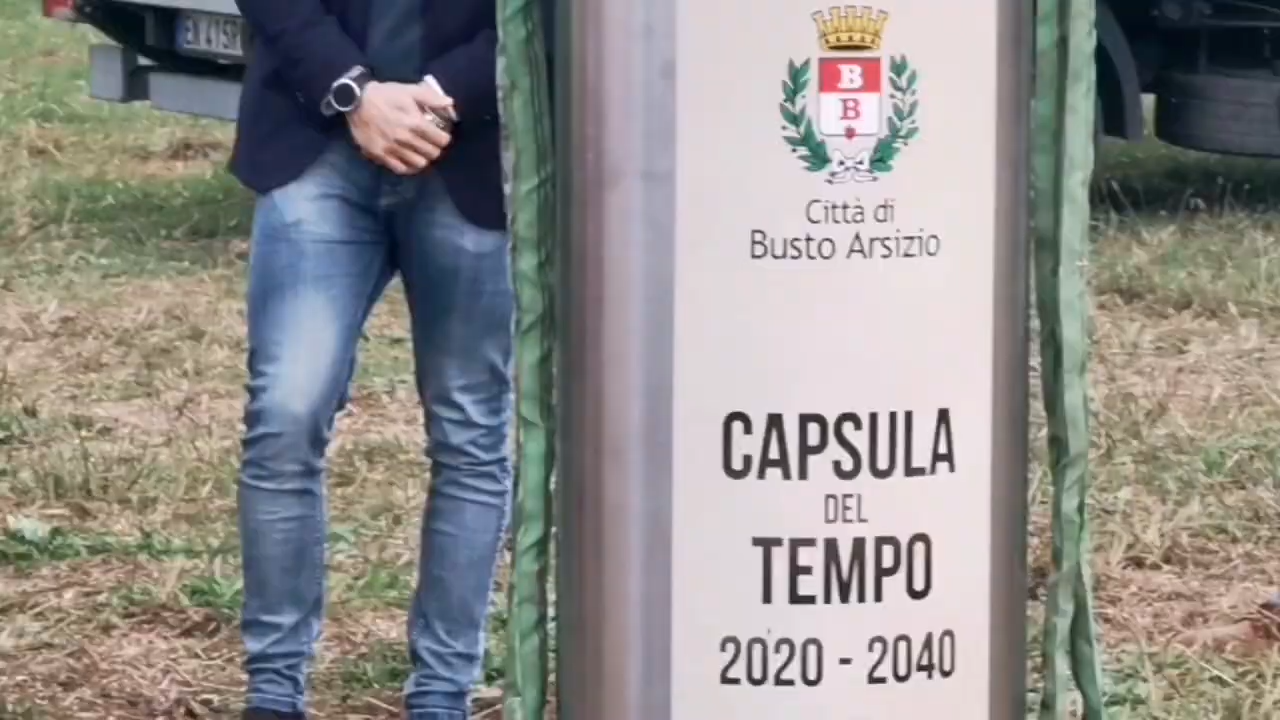 B
B
Città di
Busto Arsizio
CAPSULA
DEL
TEMPO
2020 - 2040